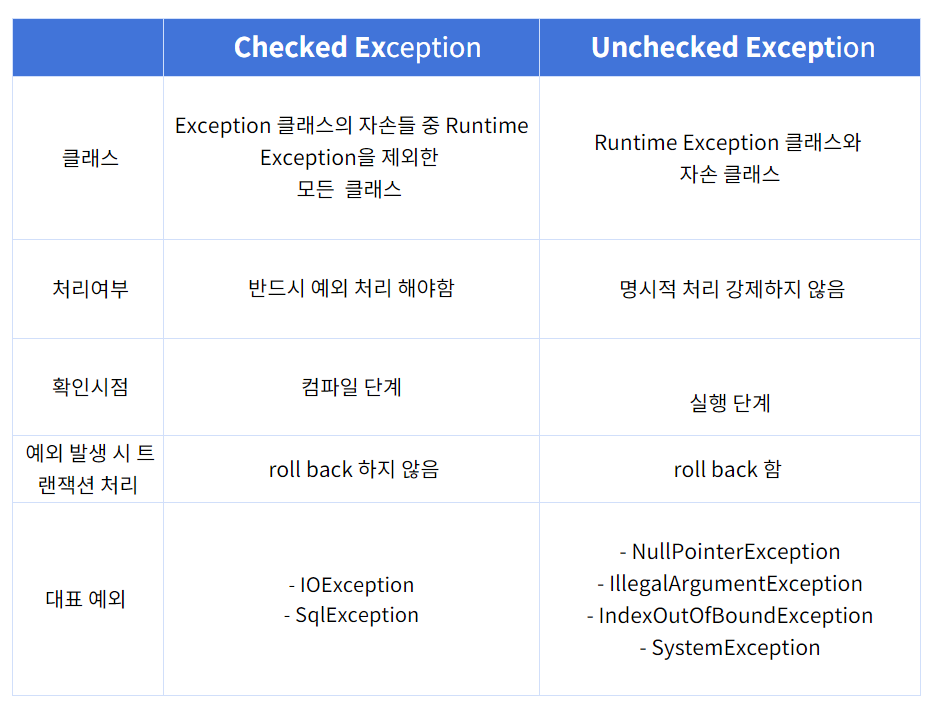 Checked Exception
Unchecked Exception
클래스
Exception 클래스의 자손들 중 Runtime
Exception을 제외한
모든 클래스
Runtime Exception 클래스와
자손 클래스
처리여부
반드시 예외 처리 해야함
명시적 처리 강제하지 않음
확인시점
컴파일 단계
실행 단계
예외 발생 시 트
랜잭션 처리
roll back 하지 않음
roll back 함
대표 예외
- IOException
- SqlException
- NullPointerException
- IllegalArgumentException
- IndexOutOfBoundException
- SystemException